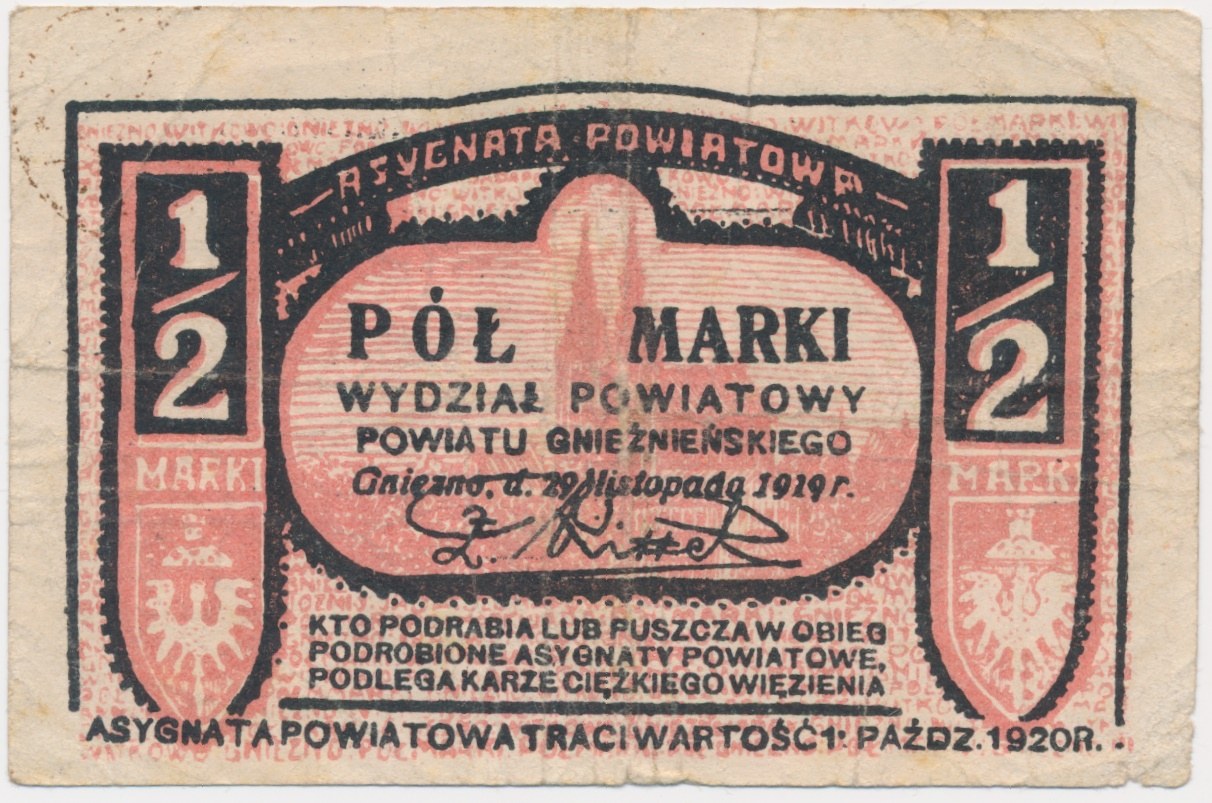 ASYGNATA POWIATOWA
1/2
1/2
PÓŁ MARKI
WYDZIAŁ POWIATOWY
POWIATU GNIEŹNIEŃSKIEGO
Gniezno, d. 29 listopada 1919 r.
MARKI
MARKI
KTO PODRABIA LUB PUSZCZA W OBIEG
PODROBIONE ASYGNATY POWIATOWE,
PODLEGA KARZE CIĘŻKIEGO WIĘZIENIA
ASYGNATA POWIATOWA TRACI WARTOŚĆ 1. PAŹDZ. 1920 R.